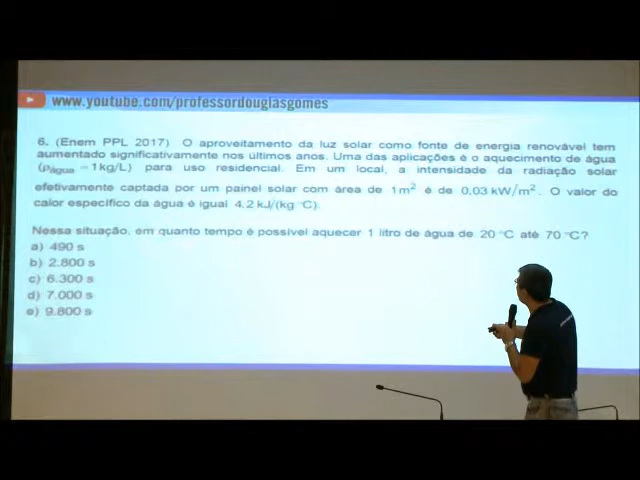 www.youtube.com/professordouglasgomes
6. (Enem PPL 2017) O aproveitamento da luz solar como fonte de energia renovável tem
aumentado significativamente nos últimos anos. Uma das aplicações é o aquecimento de água
(ρágua = 1kg/L) para uso residencial. Em um local, a intensidade da radiação solar
efetivamente captada por um painel solar com área de 1m² é de 0,03 kW/m². O valor do
calor específico da água é igual 4,2 kJ/(kg °C).
Nessa situação, em quanto tempo é possível aquecer 1 litro de água de 20 °C até 70 °C?
a) 490 s
b) 2.800 s
c) 6.300 s
d) 7.000 s
e) 9.800 s